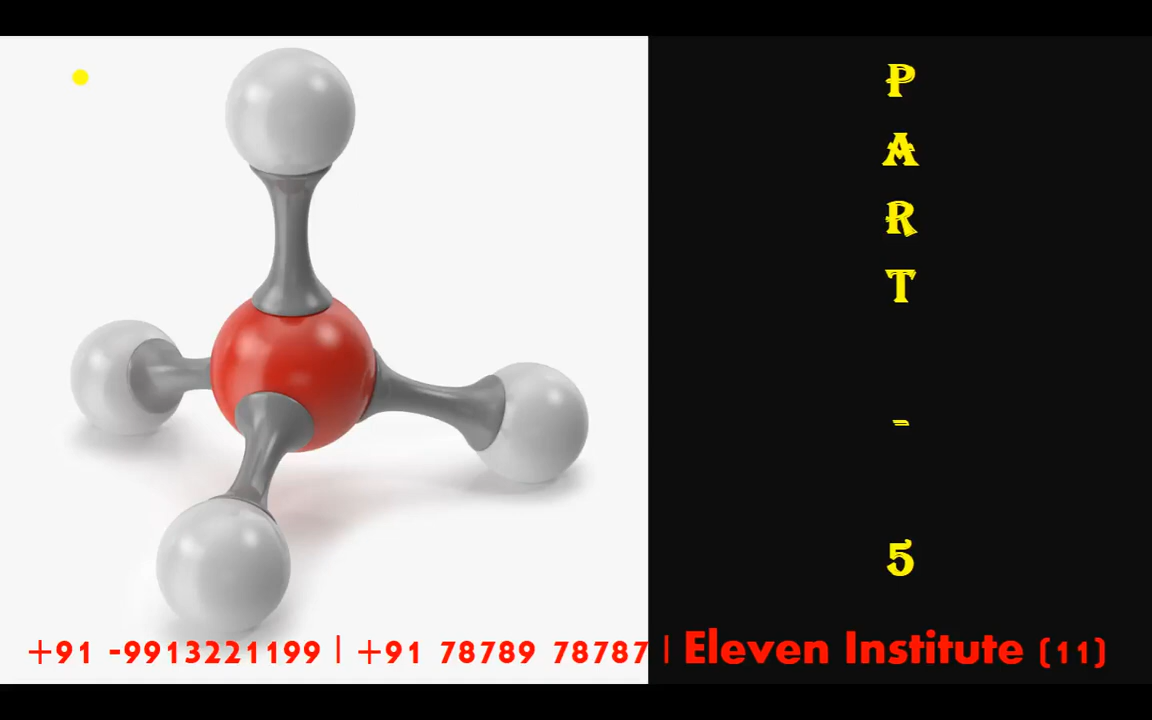 P
A
R
T
-
5
+91 -9913221199 | +91 78789 78787 | Eleven Institute (11)